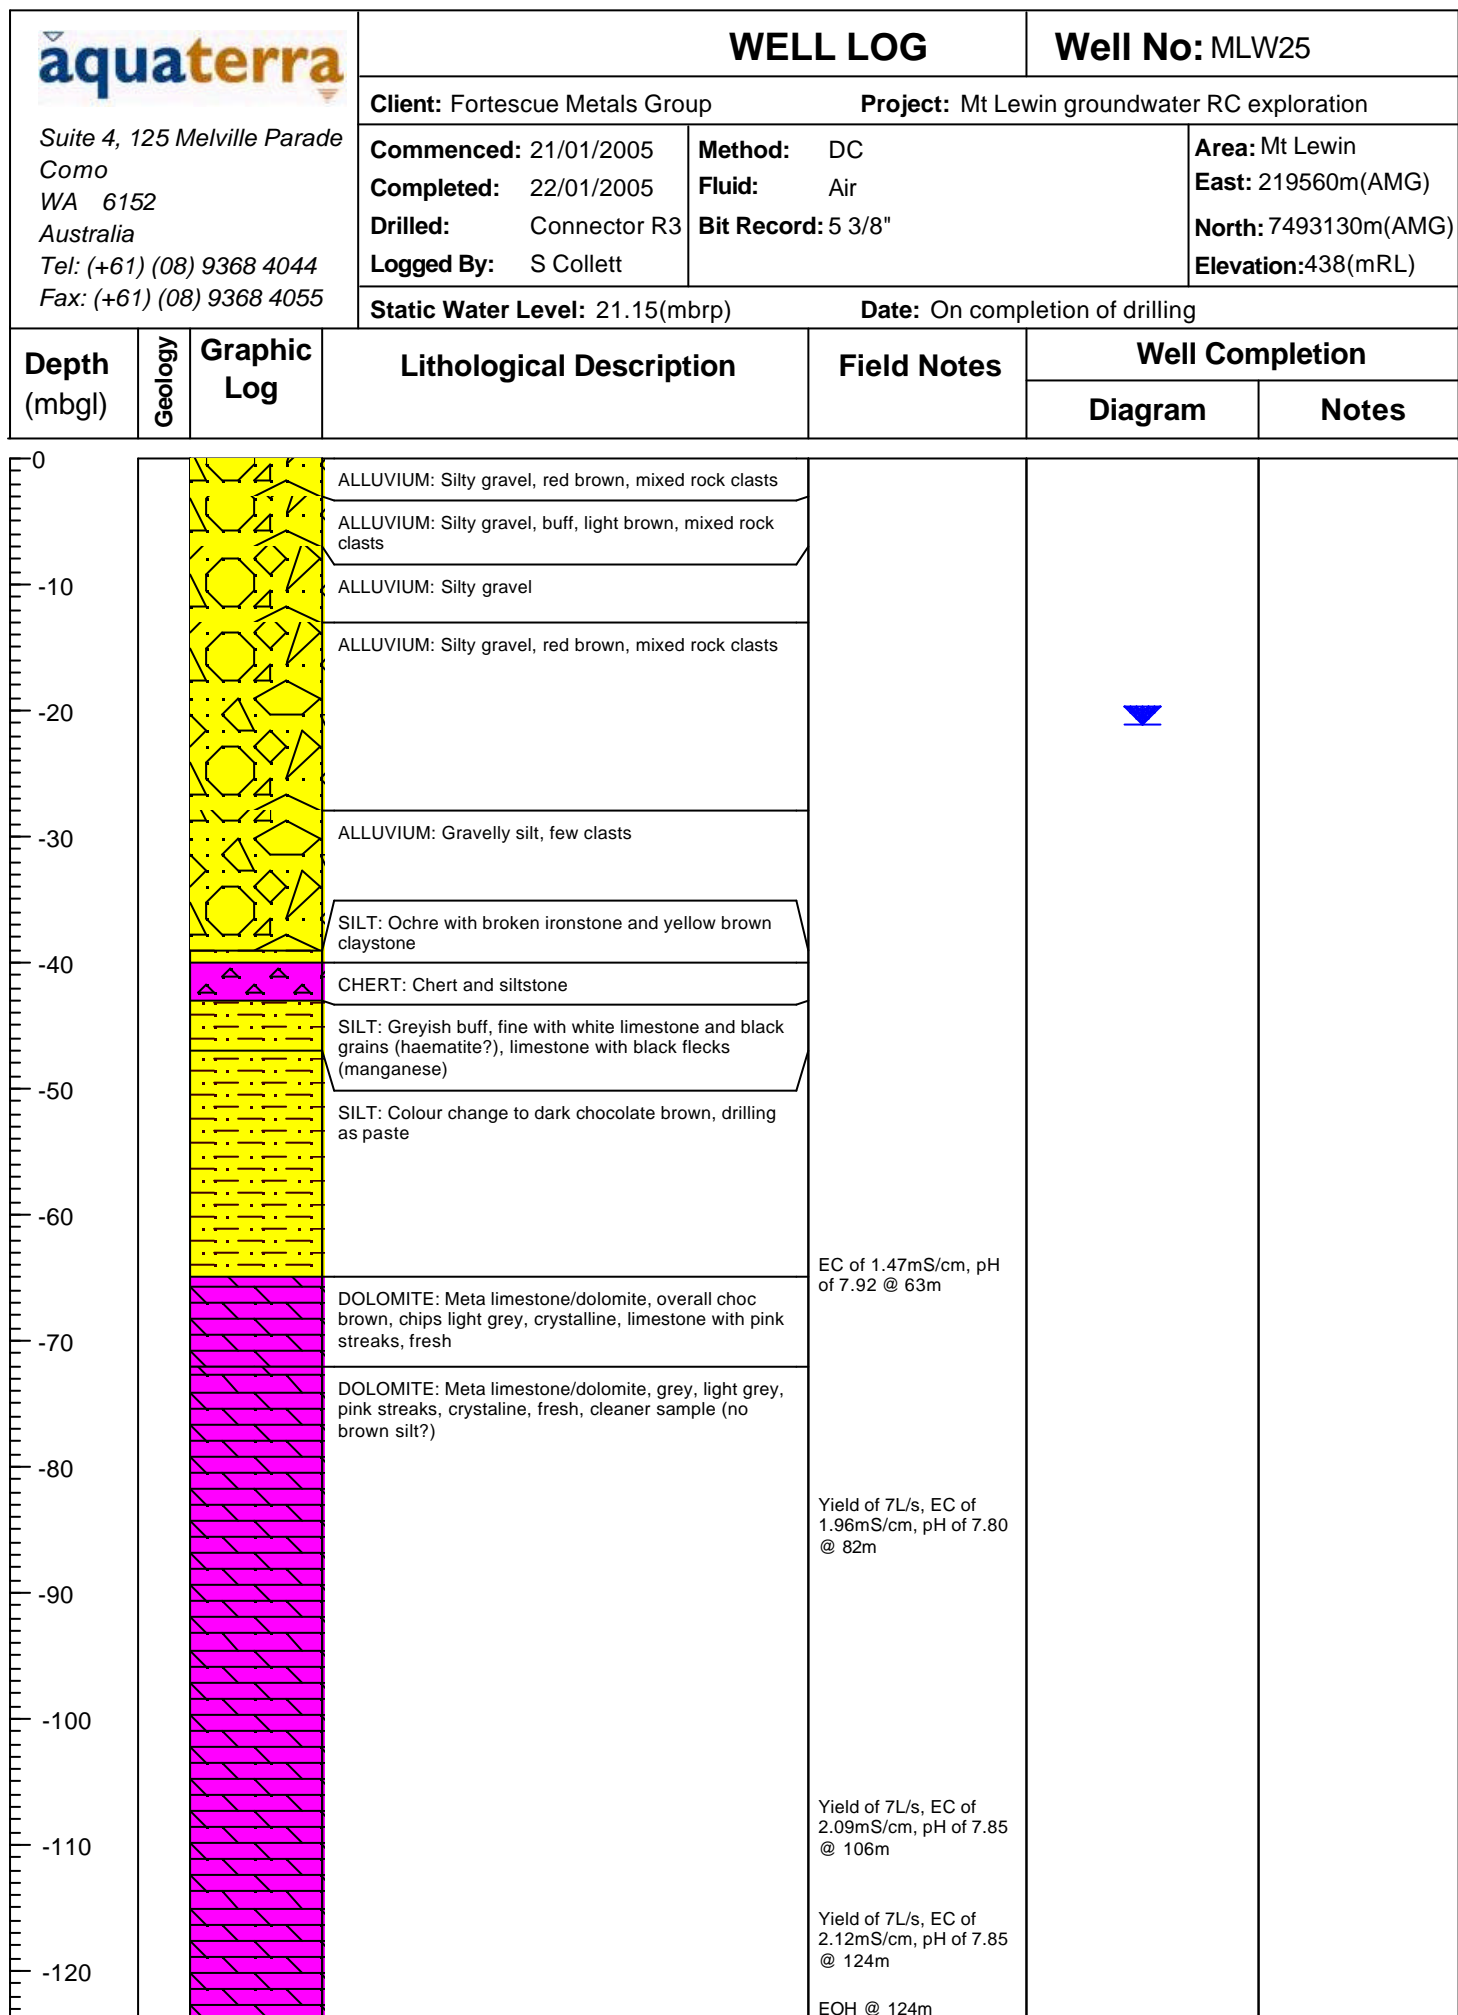 aquaterra
Suite 4, 125 Melville Parade
Como
WA 6152
Australia
Tel: (+61) (08) 9368 4044
Fax: (+61) (08) 9368 4055
WELL LOG
Well No: MLW25
Client: Fortescue Metals Group Project: Mt Lewin groundwater RC exploration
Commenced: 21/01/2005
Completed: 22/01/2005
Drilled: Connector R3
Logged By: S Collett
Method: DC
Fluid: Air
Bit Record: 5 3/8"
Area: Mt Lewin
East: 219560m(AMG)
North: 7493130m(AMG)
Elevation:438(mRL)
Static Water Level: 21.15(mbrp) Date: On completion of drilling
Depth
(mbgl)
Geology
Graphic
Log
Lithological Description
Field Notes
Well Completion
Diagram
Notes
0
ALLUVIUM: Silty gravel, red brown, mixed rock clasts
ALLUVIUM: Silty gravel, buff, light brown, mixed rock
clasts
-10
ALLUVIUM: Silty gravel
ALLUVIUM: Silty gravel, red brown, mixed rock clasts
-20
-30
ALLUVIUM: Gravelly silt, few clasts
SILT: Ochre with broken ironstone and yellow brown
claystone
-40
CHERT: Chert and siltstone
SILT: Greyish buff, fine with white limestone and black
grains (haematite?), limestone with black flecks
(manganese)
-50
SILT: Colour change to dark chocolate brown, drilling
as paste
-60
EC of 1.47mS/cm, pH
of 7.92 @ 63m
DOLOMITE: Meta limestone/dolomite, overall choc
brown, chips light grey, crystalline, limestone with pink
streaks, fresh
-70
DOLOMITE: Meta limestone/dolomite, grey, light grey,
pink streaks, crystaline, fresh, cleaner sample (no
brown silt?)
-80
Yield of 7L/s, EC of
1.96mS/cm, pH of 7.80
@ 82m
-90
-100
Yield of 7L/s, EC of
2.09mS/cm, pH of 7.85
@ 106m
-110
Yield of 7L/s, EC of
2.12mS/cm, pH of 7.85
@ 124m
-120
EOH @ 124m